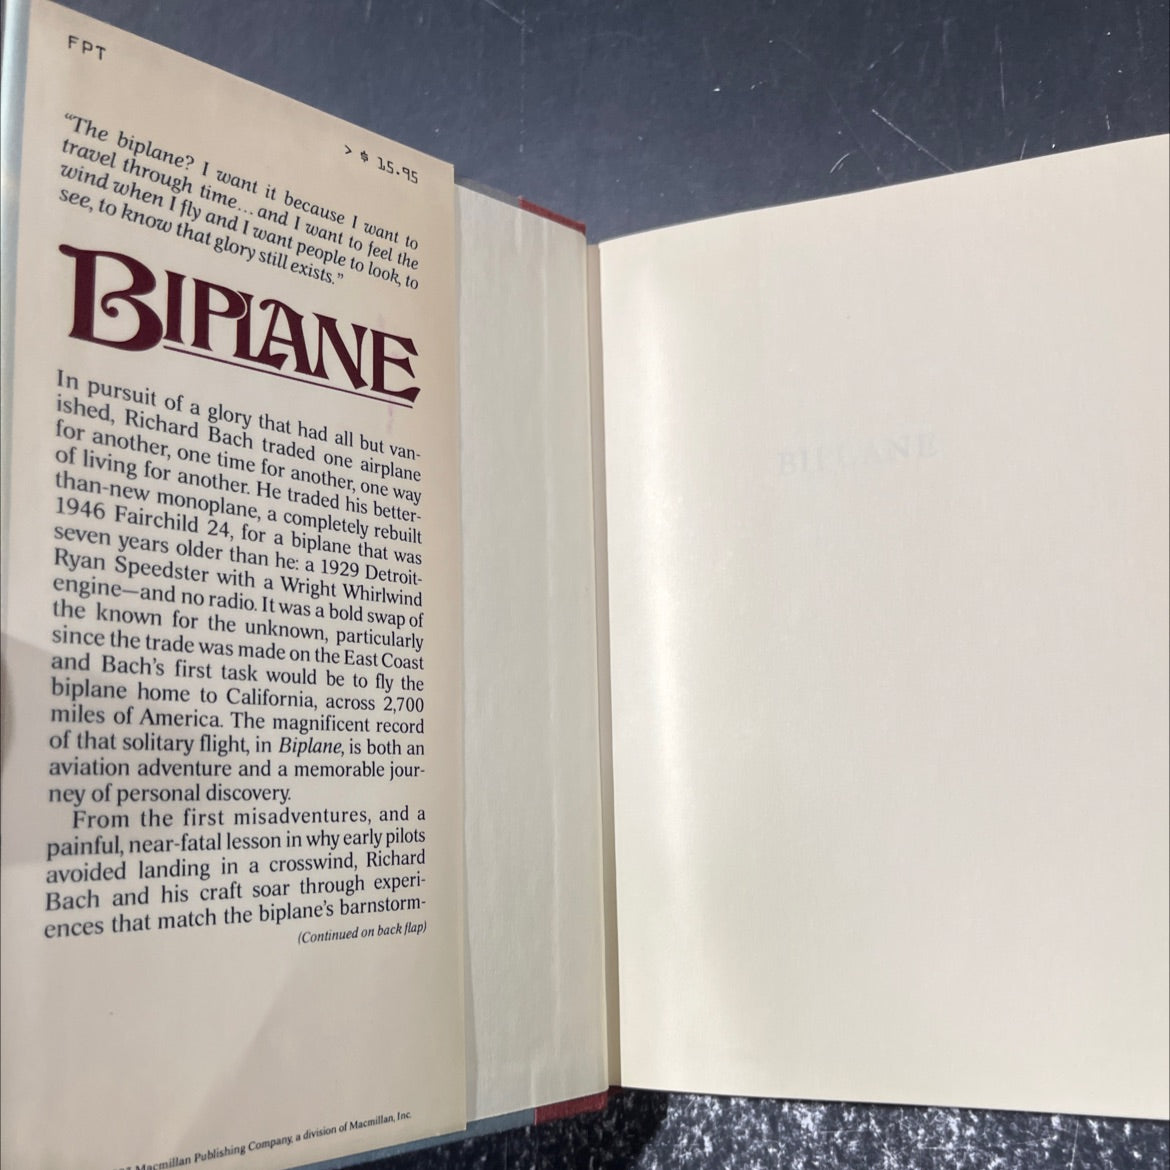 FPT
> $ 15.95
“The biplane? I want it because I want to
travel through time...and I want to feel the
wind when I fly and I want people to look, to
see, to know that glory still exists.”
BIPLANE
In pursuit of a glory that had all but van-
ished, Richard Bach traded one airplane
for another, one time for another, one way
of living for another. He traded his better-
than-new monoplane, a completely rebuilt
1946 Fairchild 24, for a biplane that was
seven years older than he: a 1929 Detroit-
Ryan Speedster with a Wright Whirlwind
engine—and no radio. It was a bold swap of
the known for the unknown, particularly
since the trade was made on the East Coast
and Bach’s first task would be to fly the
biplane home to California, across 2,700
miles of America. The magnificent record
of that solitary flight, in Biplane, is both an
aviation adventure and a memorable jour-
ney of personal discovery.
From the first misadventures, and a
painful, near-fatal lesson in why early pilots
avoided landing in a crosswind, Richard
Bach and his craft soar through experi-
ences that match the biplane’s barnstorm-
(Continued on back flap)
Macmillan Publishing Company, a division of Macmillan, Inc.
BIPLANE